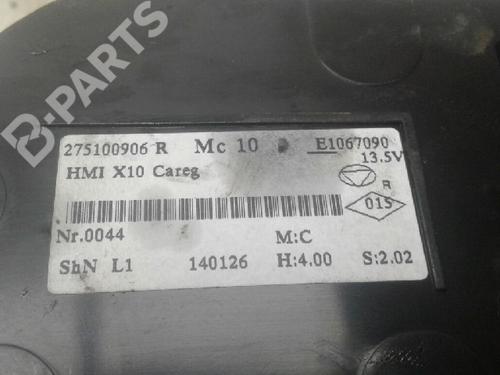 B-PARTS
275100906 R Mc 10 E1067090
13.5V
HMI X10 Careg
R
015
Nr.0044 M:C
ShN L1 140126 H:4.00 S:2.02